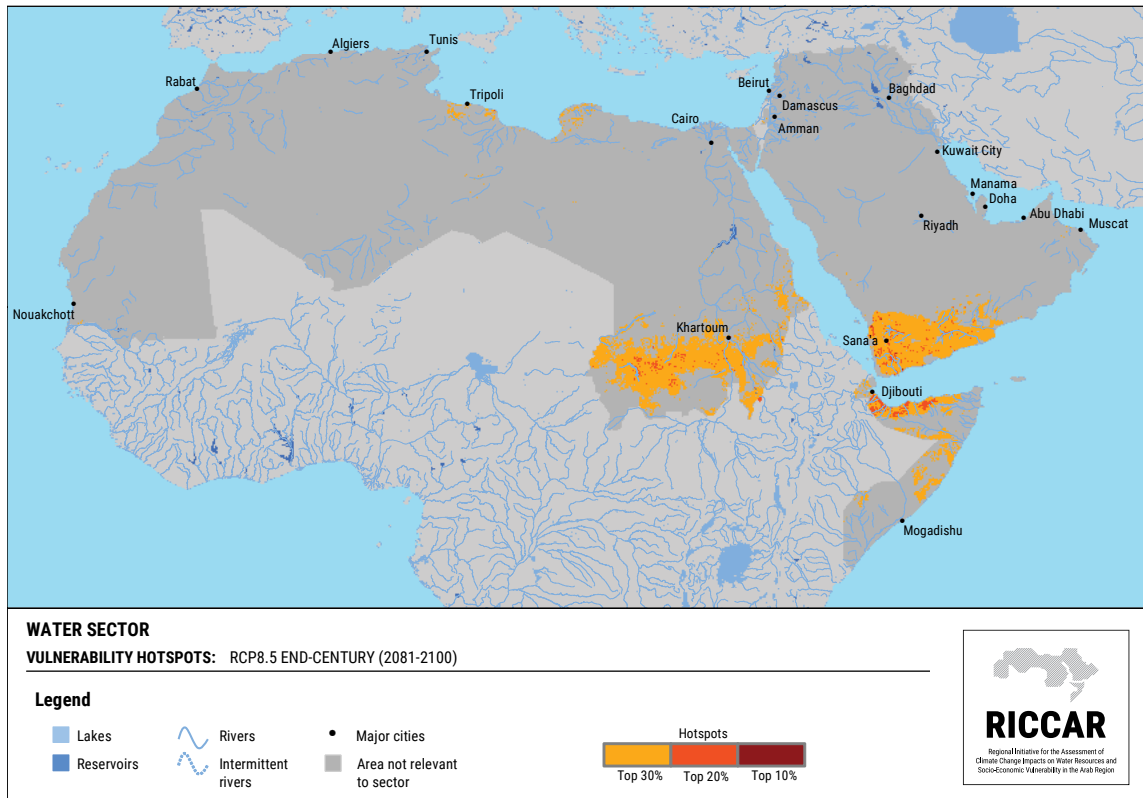 Algiers
Tunis
Rabat
Tripoli
Beirut
Baghdad
Damascus
Cairo
Amman
Kuwait City
Manama
Doha
Abu Dhabi
Riyadh
Muscat
Nouakchott
Khartoum
Sana'a
Djibouti
Mogadishu
WATER SECTOR
VULNERABILITY HOTSPOTS: RCP8.5 END-CENTURY (2081-2100)
Legend
Lakes
Rivers
Major cities
Reservoirs
Intermittent
rivers
Area not relevant
to sector
Hotspots
Top 30%
Top 20%
Top 10%
RICCAR
Regional Initiative for the Assessment of
Climate Change Impacts on Water Resources and
Socio-Economic Vulnerability in the Arab Region